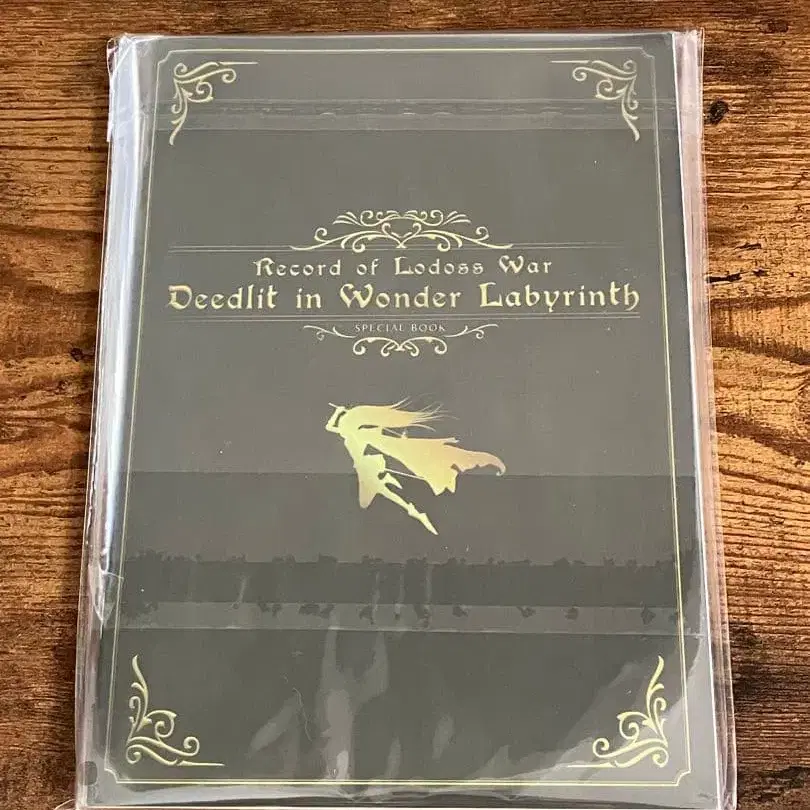 Record of Lodoss War
Deedlit in Wonder Labyrinth
SPECIAL BOOK